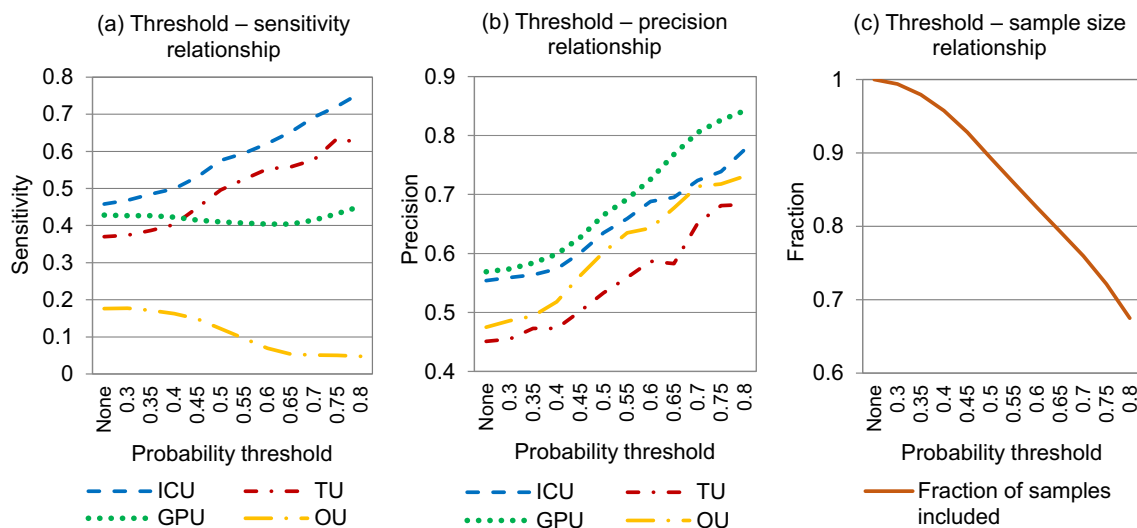 (a) Threshold – sensitivity
relationship
0.8
0.7
0.6
0.5
0.4
0.3
0.2
0.1
0
Sensitivity
None
0.3
0.35
0.4
0.45
0.5
0.55
0.6
0.65
0.7
0.75
0.8
Probability threshold
ICU
TU
GPU
OU
(b) Threshold – precision
relationship
0.9
0.8
0.7
0.6
0.5
0.4
Precision
None
0.3
0.35
0.4
0.45
0.5
0.55
0.6
0.65
0.7
0.75
0.8
Probability threshold
ICU
TU
GPU
OU
(c) Threshold – sample size
relationship
1
0.9
0.8
0.7
0.6
Fraction
None
0.3
0.35
0.4
0.45
0.5
0.55
0.6
0.65
0.7
0.75
0.8
Probability threshold
Fraction of samples
included